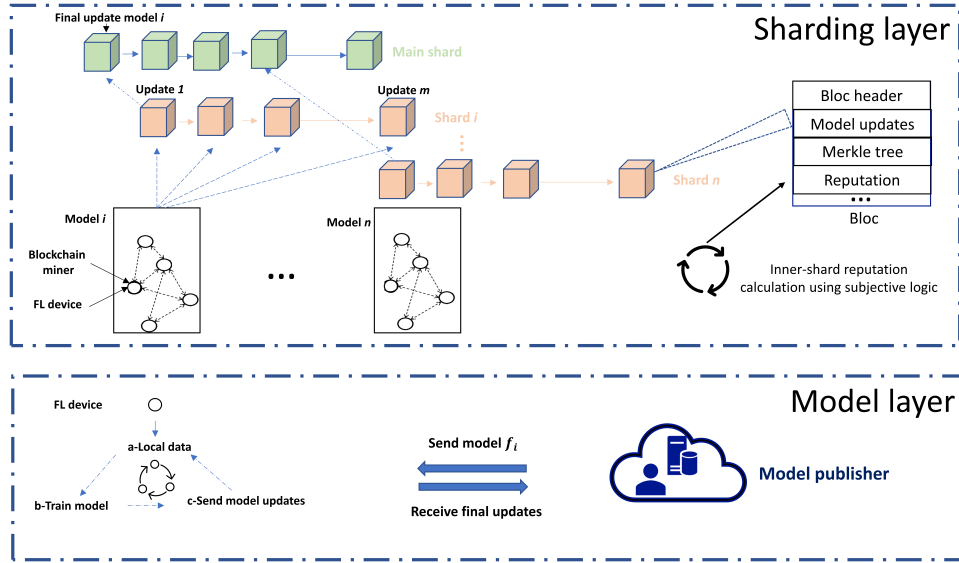 Sharding layer
Final update model i
Main shard
Update 1
Update m
Shard i
Shard n
Bloc header
Model updates
Merkle tree
Reputation
Bloc
Model i
Model n
Blockchain
miner
FL device
Inner-shard reputation
calculation using subjective logic
Model layer
FL device
a-Local data
b-Train model
c-Send model updates
Send model f_i
Receive final updates
Model publisher